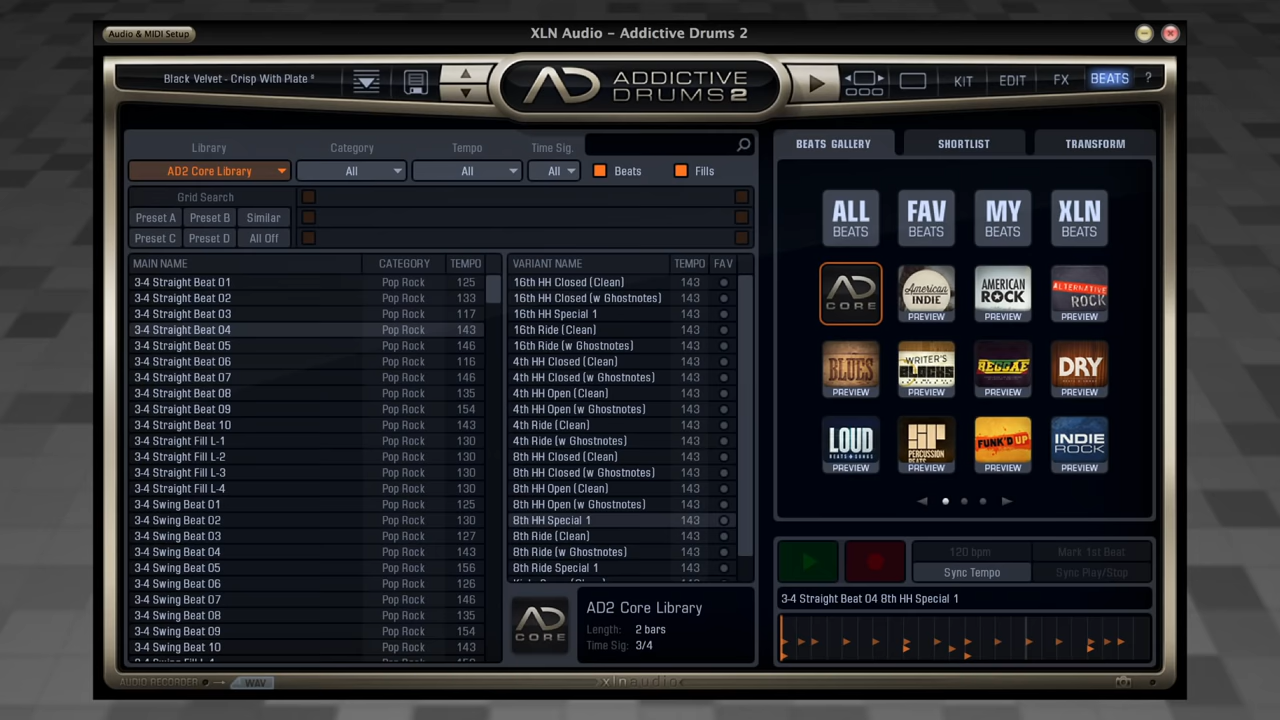 Audio & MIDI Setup
XLN Audio - Addictive Drums 2
Black Velvet - Crisp With Plate *
AD ADDICTIVE DRUMS 2
KIT EDIT FX BEATS ?
Library Category Tempo Time Sig.
AD2 Core Library All All All Beats Fills
Grid Search
Preset A Preset B Similar
Preset C Preset D All Off
MAIN NAME CATEGORY TEMPO
3-4 Straight Beat 01 Pop Rock 125
3-4 Straight Beat 02 Pop Rock 133
3-4 Straight Beat 03 Pop Rock 117
3-4 Straight Beat 04 Pop Rock 143
3-4 Straight Beat 05 Pop Rock 146
3-4 Straight Beat 06 Pop Rock 116
3-4 Straight Beat 07 Pop Rock 146
3-4 Straight Beat 08 Pop Rock 135
3-4 Straight Beat 09 Pop Rock 154
3-4 Straight Beat 10 Pop Rock 143
3-4 Straight Fill L-1 Pop Rock 130
3-4 Straight Fill L-2 Pop Rock 130
3-4 Straight Fill L-3 Pop Rock 130
3-4 Straight Fill L-4 Pop Rock 130
3-4 Swing Beat 01 Pop Rock 125
3-4 Swing Beat 02 Pop Rock 130
3-4 Swing Beat 03 Pop Rock 127
3-4 Swing Beat 04 Pop Rock 143
3-4 Swing Beat 05 Pop Rock 156
3-4 Swing Beat 06 Pop Rock 116
3-4 Swing Beat 07 Pop Rock 146
3-4 Swing Beat 08 Pop Rock 135
3-4 Swing Beat 09 Pop Rock 154
3-4 Swing Beat 10 Pop Rock 143
VARIANT NAME TEMPO FAV
16th HH Closed (Clean) 143
16th HH Closed (w Ghostnotes) 143
16th HH Special 1 143
16th Ride (Clean) 143
16th Ride (w Ghostnotes) 143
4th HH Closed (Clean) 143
4th HH Closed (w Ghostnotes) 143
4th HH Open (Clean) 143
4th HH Open (w Ghostnotes) 143
4th Ride (Clean) 143
4th Ride (w Ghostnotes) 143
8th HH Closed (Clean) 143
8th HH Closed (w Ghostnotes) 143
8th HH Open (Clean) 143
8th HH Open (w Ghostnotes) 143
8th HH Special 1 143
8th Ride (Clean) 143
8th Ride (w Ghostnotes) 143
8th Ride Special 1 143
AD CORE
AD2 Core Library
Length: 2 bars
Time Sig: 3/4
BEATS GALLERY SHORTLIST TRANSFORM
ALL BEATS
FAV BEATS
MY BEATS
XLN BEATS
AD CORE
American INDIE PREVIEW
AMERICAN ROCK PREVIEW
ALTERNATIVE ROCK PREVIEW
BLUES PREVIEW
WRITER'S BLOCKS PREVIEW
REGGAE PREVIEW
DRY PREVIEW
LOUD BEATS + SONGS PREVIEW
PERCUSSION PREVIEW
FUNK'D UP PREVIEW
INDIE ROCK PREVIEW
120 bpm Mark 1st Beat
Sync Tempo Sync Play/Stop
3-4 Straight Beat 04 8th HH Special 1
AUDIO RECORDER WAV
xlnaudio